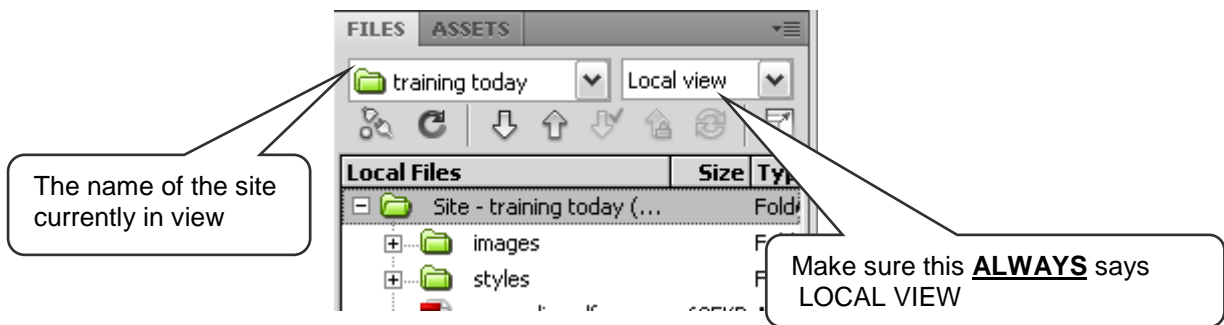 FILES ASSETS
training today Local view
Local Files Size
Site - training today (...
images
styles
The name of the site
currently in view
Make sure this ALWAYS says
LOCAL VIEW